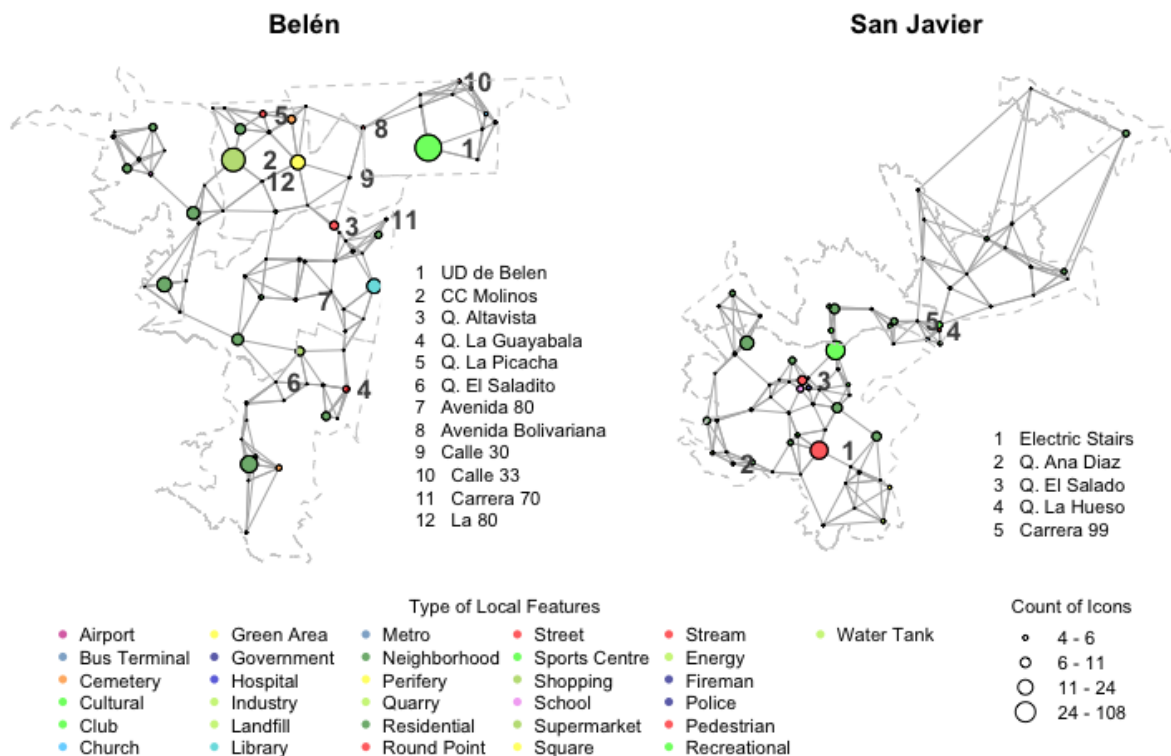 Belén
San Javier
10
5
8
2
1
12
9
3
11
7
6
4
1 UD de Belen
2 CC Molinos
3 Q. Altavista
4 Q. La Guayabala
5 Q. La Picacha
6 Q. El Saladito
7 Avenida 80
8 Avenida Bolivariana
9 Calle 30
10 Calle 33
11 Carrera 70
12 La 80
5
4
3
1
2
1 Electric Stairs
2 Q. Ana Diaz
3 Q. El Salado
4 Q. La Hueso
5 Carrera 99
Type of Local Features
Airport Green Area Metro Street Stream Water Tank
Bus Terminal Government Neighborhood Sports Centre Energy
Cemetery Hospital Perifery Shopping Fireman
Cultural Industry Quarry School Police
Club Landfill Residential Supermarket Pedestrian
Church Library Round Point Square Recreational
Count of Icons
4 - 6
6 - 11
11 - 24
24 - 108